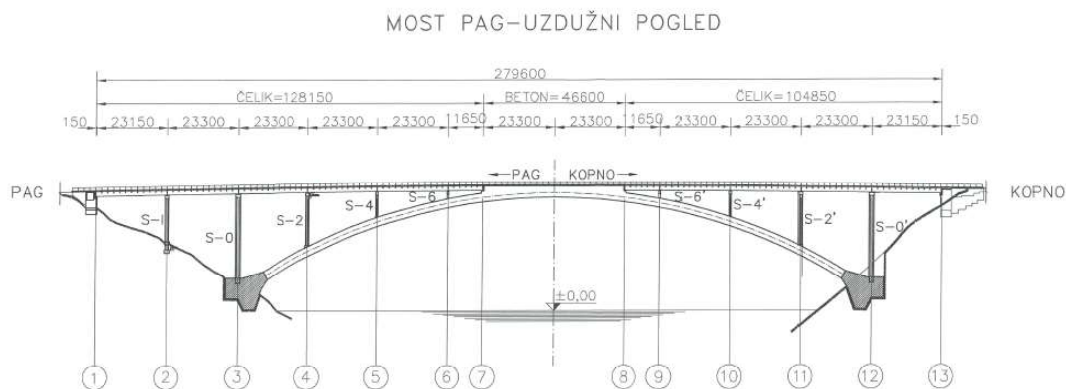 MOST PAG-UZDUŽNI POGLED
279600
ČELIK=128150 BETON=46600 ČELIK=104850
150 23150 23300 23300 23300 23300 11650 23300 23300 11650 23300 23300 23300 23150 150
PAG KOPNO
PAG KOPNO
S-1 S-0 S-2 S-4 S-6 S-6' S-4' S-2' S-0'
±0,00
1 2 3 4 5 6 7 8 9 10 11 12 13